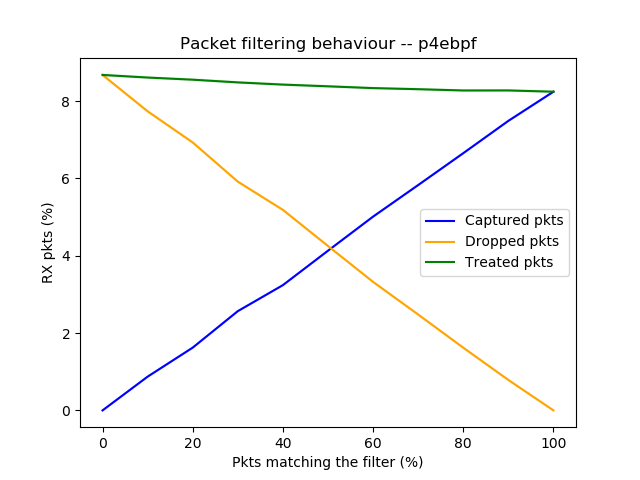 Packet filtering behaviour -- p4ebpf
RX pkts (%)
8
6
4
2
0
Captured pkts
Dropped pkts
Treated pkts
0 20 40 60 80 100
Pkts matching the filter (%)